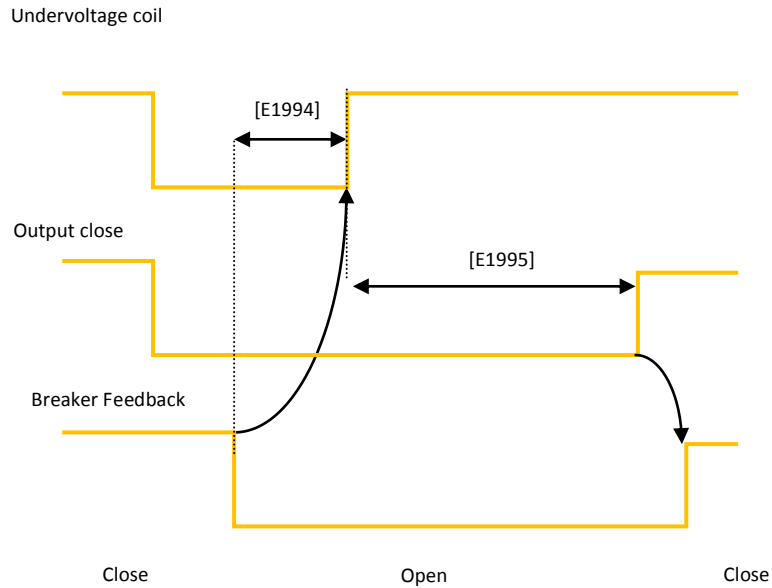 Undervoltage coil
[E1994]
Output close
[E1995]
Breaker Feedback
Close Open Close